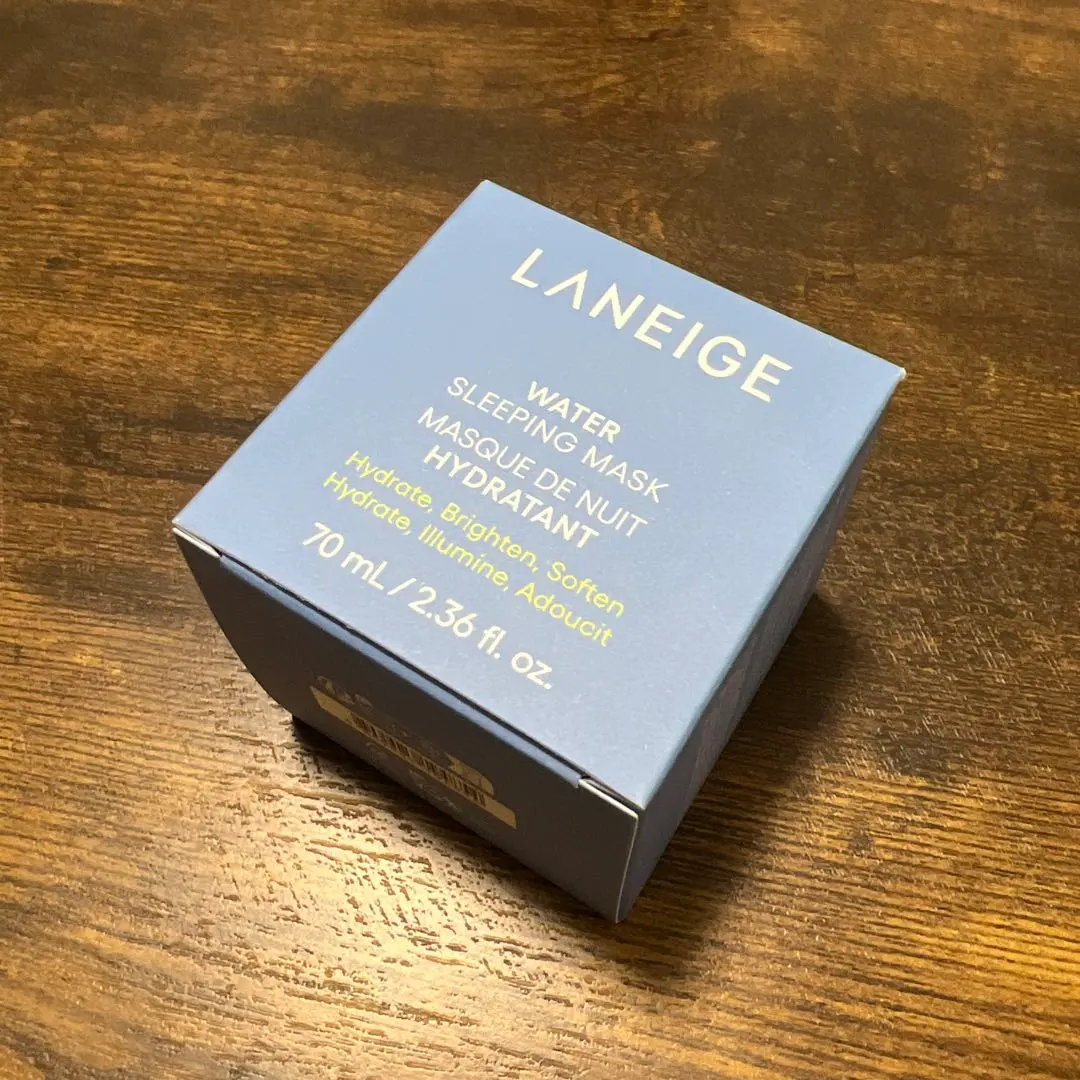 LANEIGE
WATER
SLEEPING MASK
MASQUE DE NUIT
HYDRATANT
Hydrate, Brighten, Soften
Hydrate, Illumine, Adoucit
70 mL / 2.36 fl. oz.